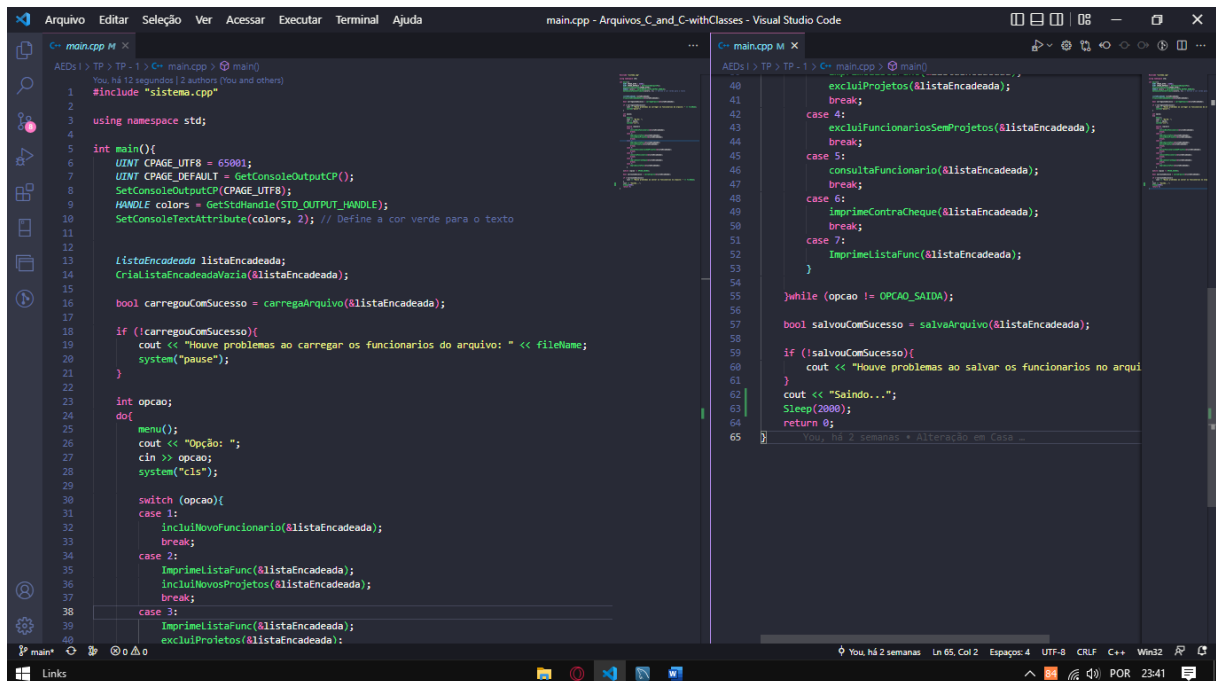 Arquivo Editar Seleção Ver Acessar Executar Terminal Ajuda
main.cpp - Arquivos_C_and_C-withClasses - Visual Studio Code
main.cpp M
AEDs I > TP > TP - 1 > main.cpp > main()
You, há 12 segundos | 2 authors (You and others)
1 #include "sistema.cpp"
2
3 using namespace std;
4
5 int main(){
6 UINT CPAGE_UTF8 = 65001;
7 UINT CPAGE_DEFAULT = GetConsoleOutputCP();
8 SetConsoleOutputCP(CPAGE_UTF8);
9 HANDLE colors = GetStdHandle(STD_OUTPUT_HANDLE);
10 SetConsoleTextAttribute(colors, 2); // Define a cor verde para o texto
11
12
13 ListaEncadeada listaEncadeada;
14 CriaListaEncadeadaVazia(&listaEncadeada);
15
16 bool carregouComSucesso = carregaArquivo(&listaEncadeada);
17
18 if (!carregouComSucesso){
19 cout << "Houve problemas ao carregar os funcionarios do arquivo: " << fileName;
20 system("pause");
21 }
22
23 int opcao;
24 do{
25 menu();
26 cout << "Opção: ";
27 cin >> opcao;
28 system("cls");
29
30 switch (opcao){
31 case 1:
32 incluiNovoFuncionario(&listaEncadeada);
33 break;
34 case 2:
35 ImprimeListaFunc(&listaEncadeada);
36 incluiNovosProjetos(&listaEncadeada);
37 break;
38 case 3:
39 ImprimeListaFunc(&listaEncadeada);
40 excluiProjetos(&listaEncadeada);
main.cpp M
AEDs I > TP > TP - 1 > main.cpp > main()
40 excluiProjetos(&listaEncadeada);
41 break;
42 case 4:
43 excluiFuncionariosSemProjetos(&listaEncadeada);
44 break;
45 case 5:
46 consultaFuncionario(&listaEncadeada);
47 break;
48 case 6:
49 imprimeContraCheque(&listaEncadeada);
50 break;
51 case 7:
52 ImprimeListaFunc(&listaEncadeada);
53 }
54
55 }while (opcao != OPCAO_SAIDA);
56
57 bool salvouComSucesso = salvaArquivo(&listaEncadeada);
58
59 if (!salvouComSucesso){
60 cout << "Houve problemas ao salvar os funcionarios no arqui
61 }
62 cout << "Saindo...";
63 Sleep(2000);
64 return 0;
65 } You, há 2 semanas • Alteração em Casa …
main* 0 0
You, há 2 semanas Ln 65, Col 2 Espaços: 4 UTF-8 CRLF C++ Win32
Links
84 POR 23:41